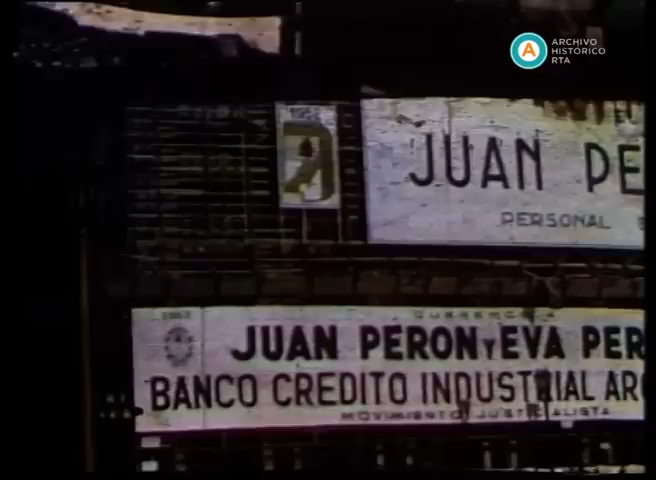 ARCHIVO
HISTÓRICO
RTA
JUAN PE
PERSONAL
JUAN PERON Y EVA PER
BANCO CREDITO INDUSTRIAL AR
MOVIMIENTO JUSTICIALISTA